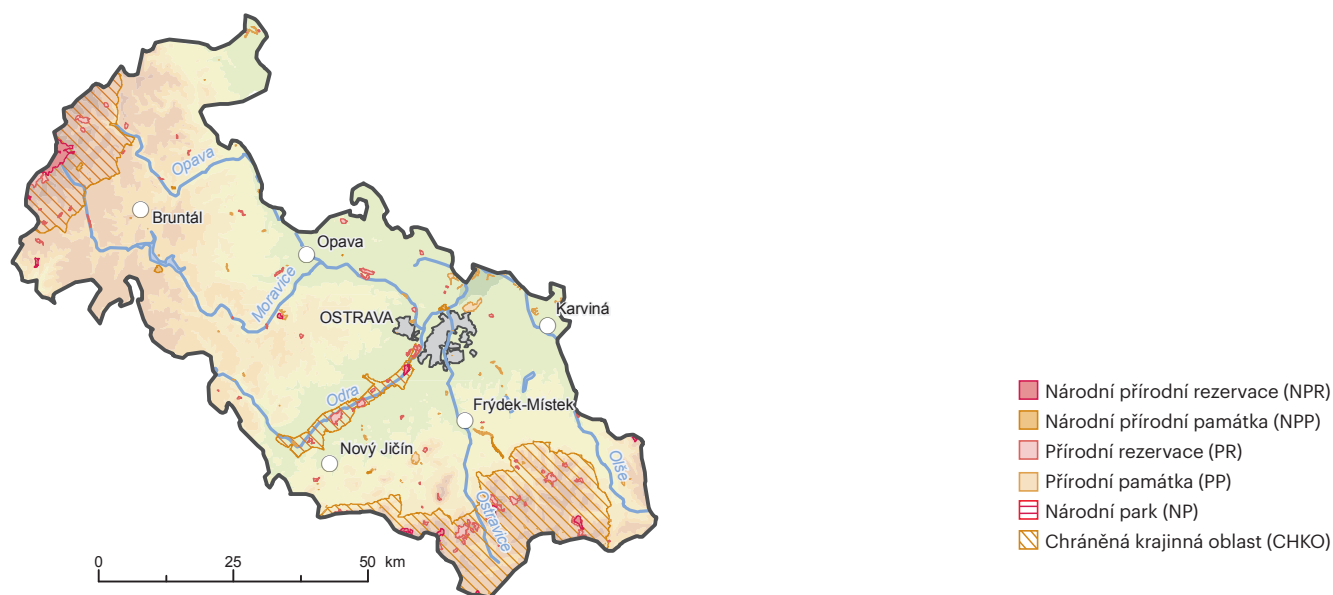 Opava
Bruntál
Opava
Moravice
OSTRAVA
Karviná
Odra
Frýdek-Místek
Nový Jičín
Olše
Ostravice
0 25 50 km
Národní přírodní rezervace (NPR)
Národní přírodní památka (NPP)
Přírodní rezervace (PR)
Přírodní památka (PP)
Národní park (NP)
Chráněná krajinná oblast (CHKO)